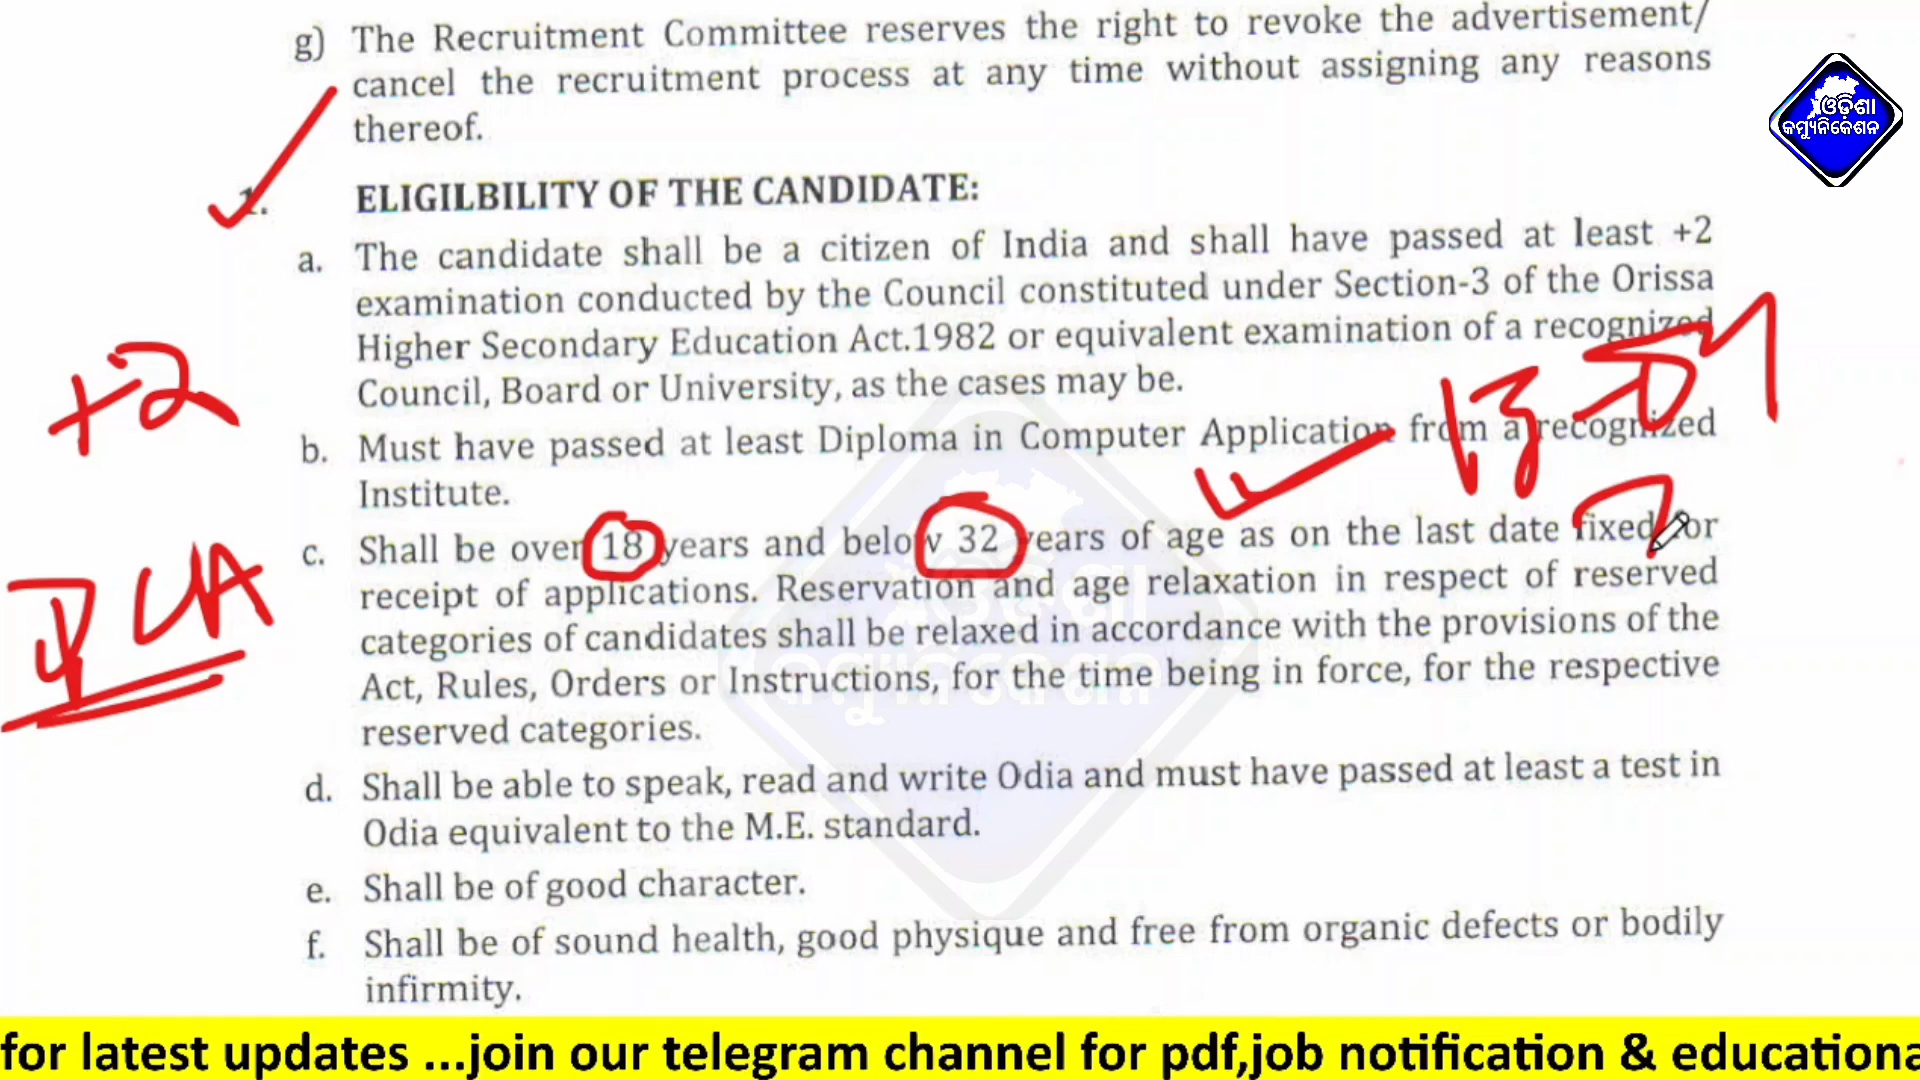 g) The Recruitment Committee reserves the right to revoke the advertisement/
cancel the recruitment process at any time without assigning any reasons
thereof.
ଓଡ଼ିଶା
କମ୍ୟୁନିକେଶନ
1. ELIGILBILITY OF THE CANDIDATE:
a. The candidate shall be a citizen of India and shall have passed at least +2
examination conducted by the Council constituted under Section-3 of the Orissa
Higher Secondary Education Act.1982 or equivalent examination of a recognized
Council, Board or University, as the cases may be.
+2
b. Must have passed at least Diploma in Computer Application from a recognized
Institute.
c. Shall be over 18 years and below 32 years of age as on the last date fixed for
receipt of applications. Reservation and age relaxation in respect of reserved
categories of candidates shall be relaxed in accordance with the provisions of the
Act, Rules, Orders or Instructions, for the time being in force, for the respective
reserved categories.
d. Shall be able to speak, read and write Odia and must have passed at least a test in
Odia equivalent to the M.E. standard.
e. Shall be of good character.
f. Shall be of sound health, good physique and free from organic defects or bodily
infirmity.
for latest updates ...join our telegram channel for pdf,job notification & educationa